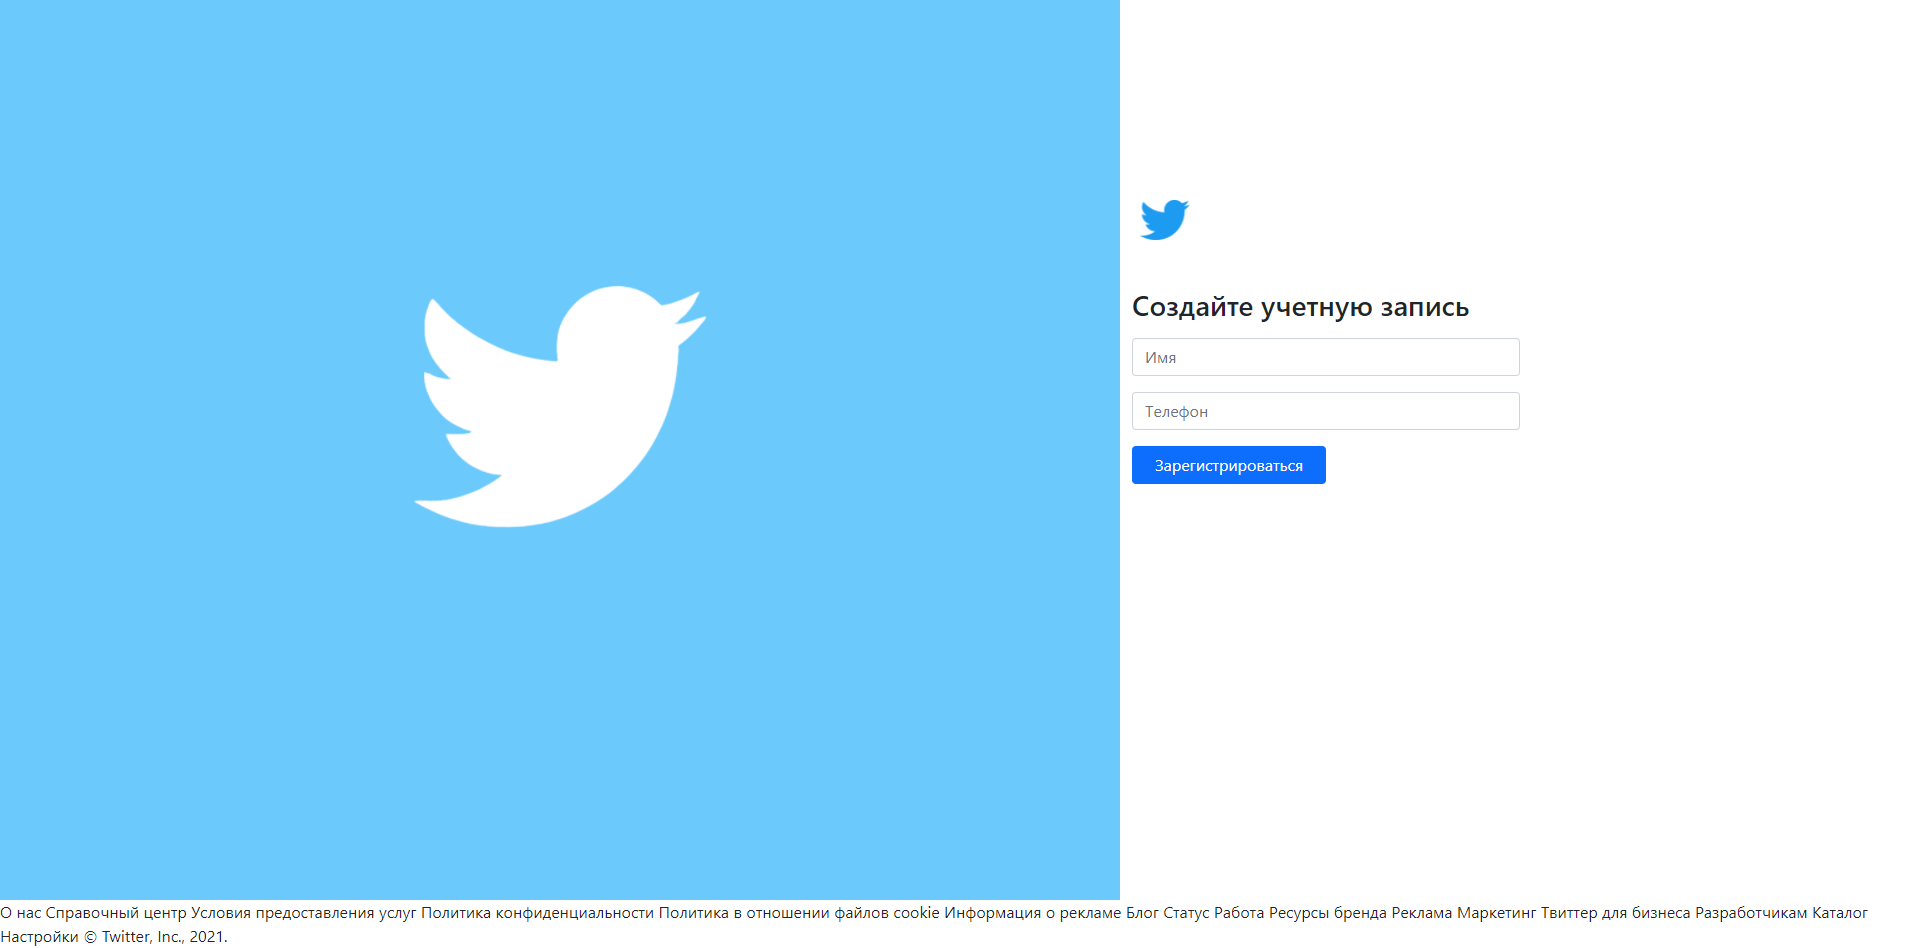 Создайте учетную запись
Имя
Телефон
Зарегистрироваться
О нас Справочный центр Условия предоставления услуг Политика конфиденциальности Политика в отношении файлов cookie Информация о рекламе Блог Статус Работа Ресурсы бренда Реклама Маркетинг Твиттер для бизнеса Разработчикам Каталог
Настройки © Twitter, Inc., 2021.